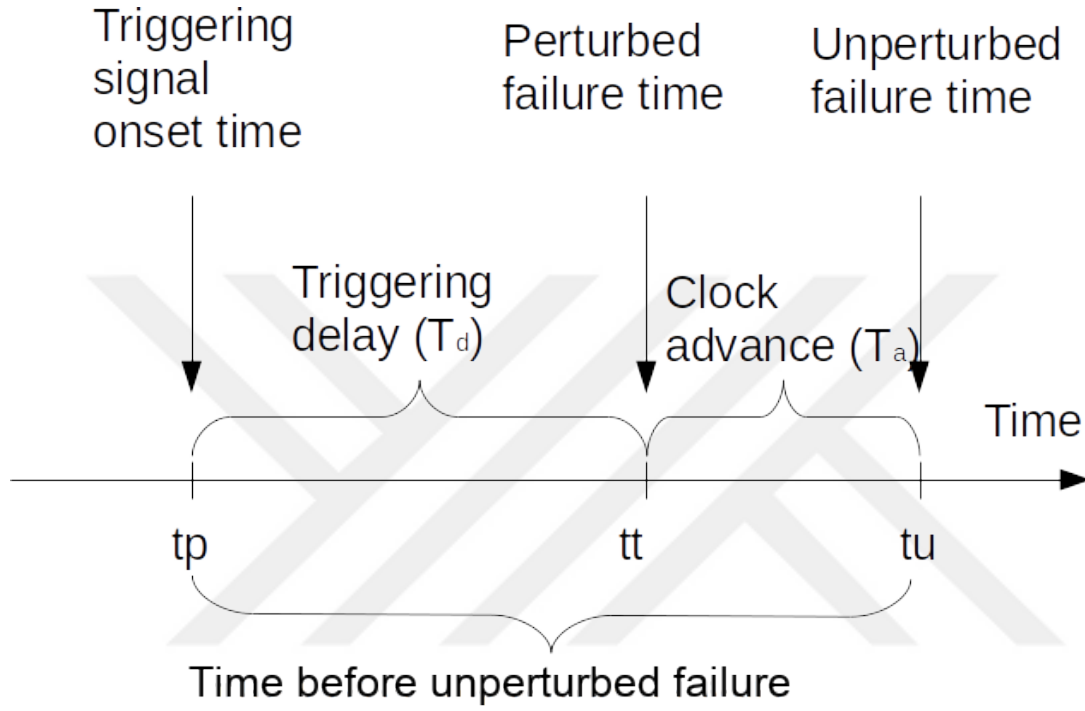 Triggering
signal
onset time
Perturbed
failure time
Unperturbed
failure time
Triggering
delay (Td)
Clock
advance (Ta)
Time
tp
tt
tu
Time before unperturbed failure